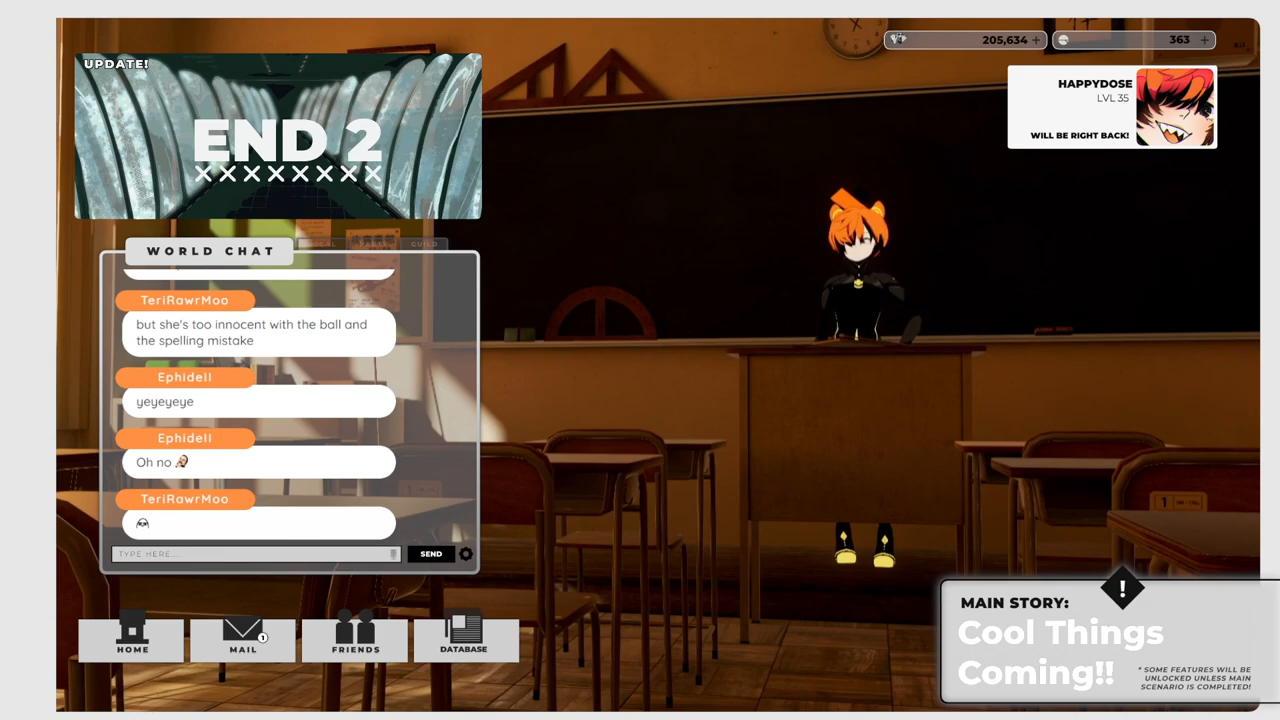 UPDATE!
END 2
205,634 +
363 +
HAPPYDOSE
LVL 35
WILL BE RIGHT BACK!
WORLD CHAT
GUILD
TeriRawrMoo
but she's too innocent with the ball and
the spelling mistake
Ephidell
yeyeyeye
Ephidell
Oh no
TeriRawrMoo
TYPE HERE...
SEND
HOME
1
MAIL
FRIENDS
DATABASE
!
MAIN STORY:
Cool Things
Coming!!
* SOME FEATURES WILL BE
UNLOCKED UNLESS MAIN
SCENARIO IS COMPLETED!